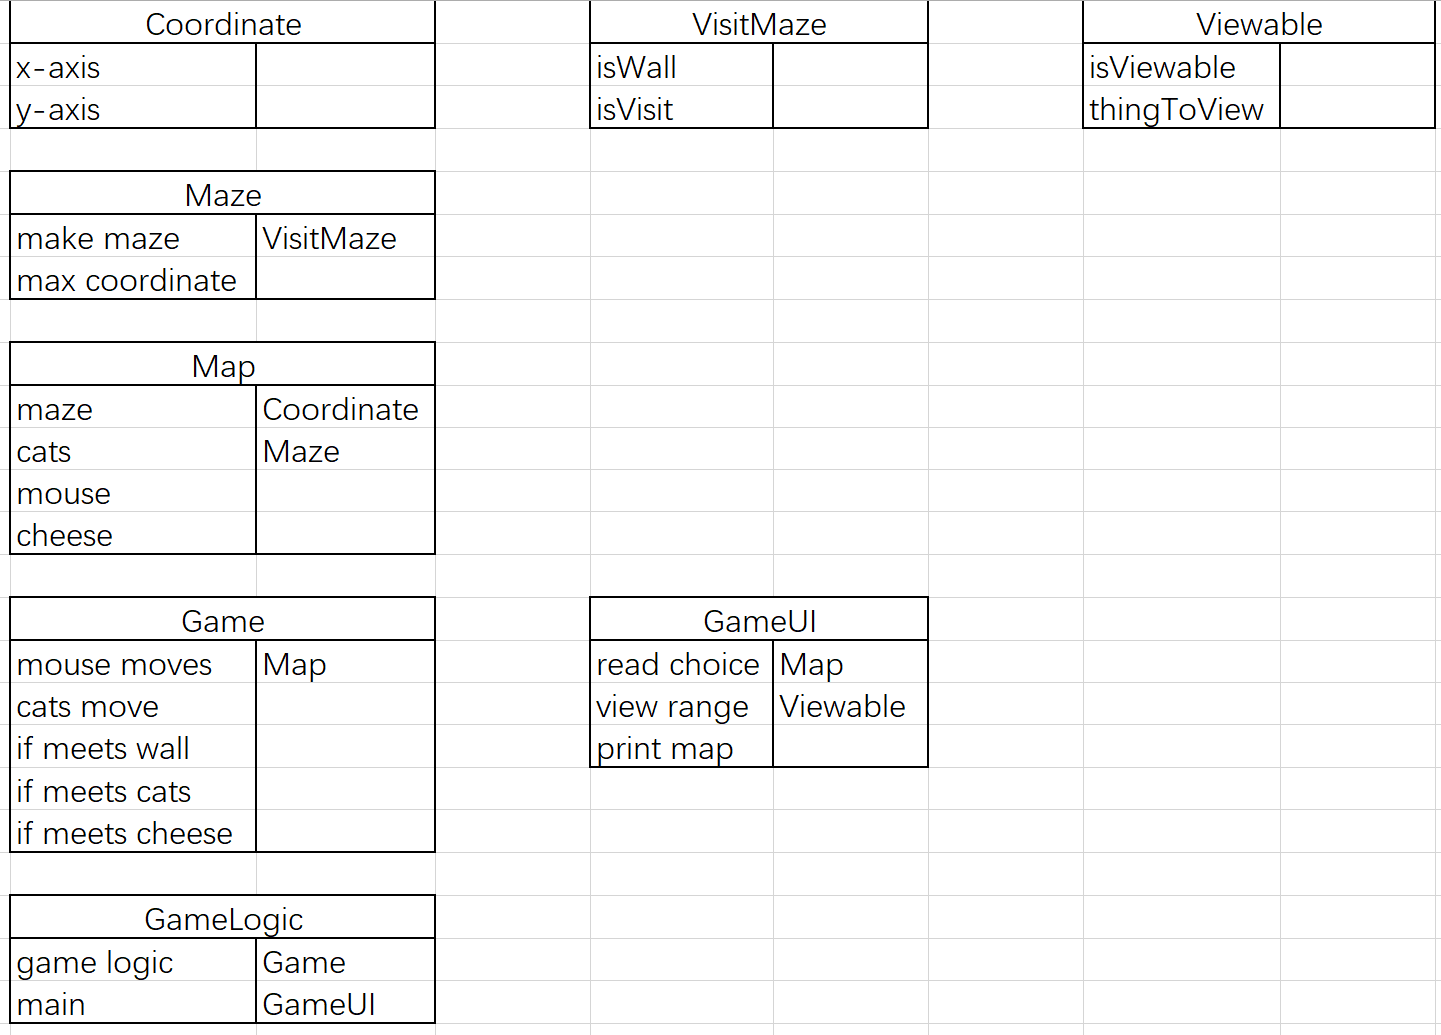 Coordinate
x-axis
y-axis
VisitMaze
isWall
isVisit
Viewable
isViewable
thingToView
Maze
make maze VisitMaze
max coordinate
Map
maze Coordinate
cats Maze
mouse
cheese
Game
mouse moves Map
cats move
if meets wall
if meets cats
if meets cheese
GameUI
read choice Map
view range Viewable
print map
GameLogic
game logic Game
main GameUI